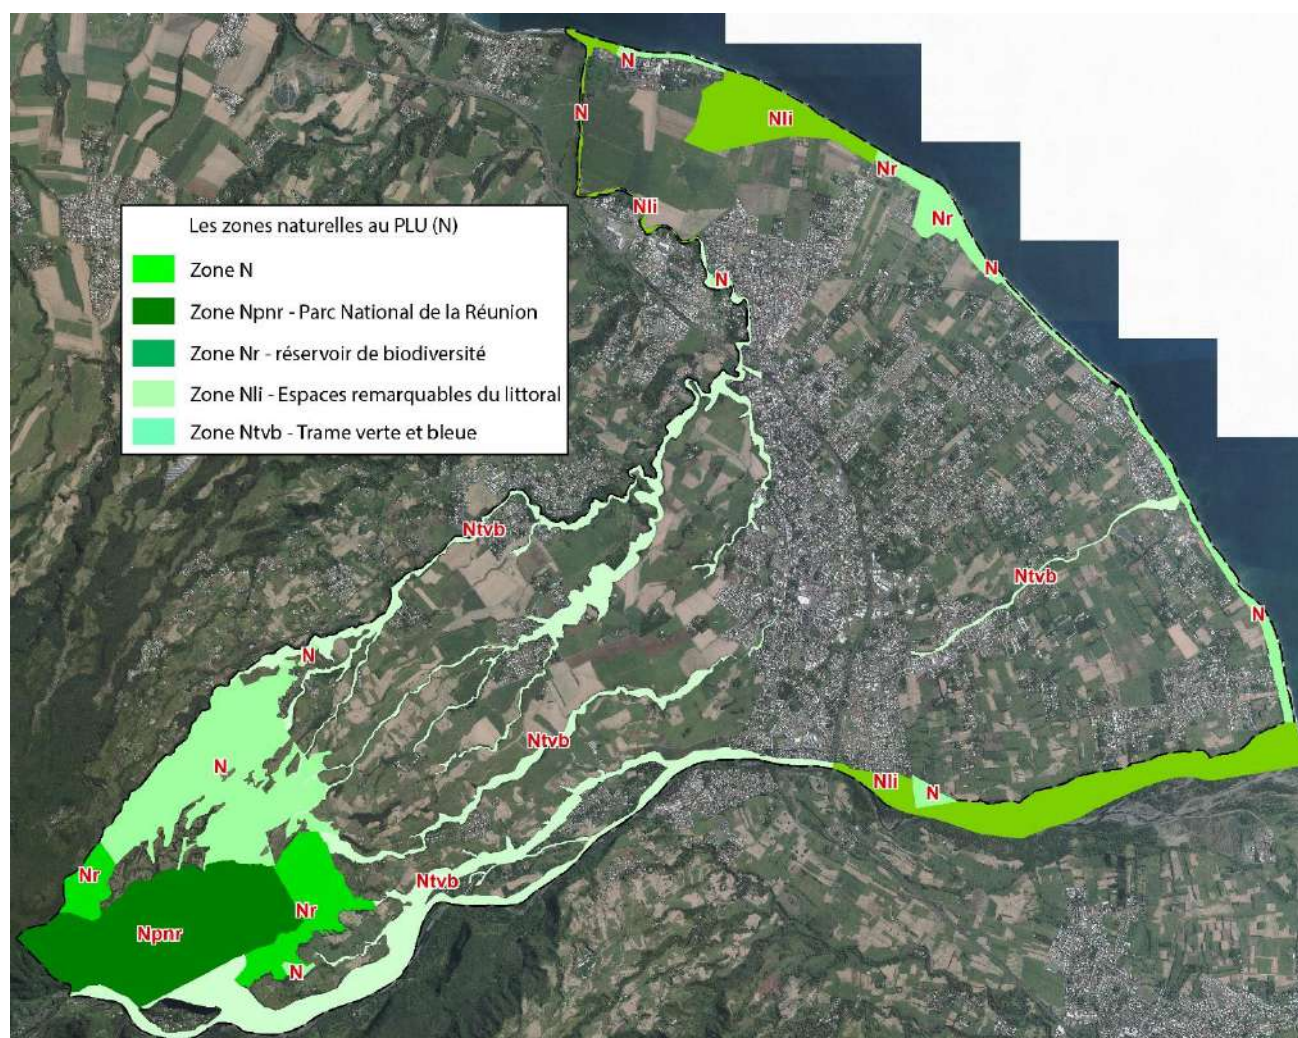 N
Nli
N
Nr
Nli
Nr
N
N
Les zones naturelles au PLU (N)
Zone N
Zone Npnr - Parc National de la Réunion
Zone Nr - réservoir de biodiversité
Zone Nli - Espaces remarquables du littoral
Zone Ntvb - Trame verte et bleue
Ntvb
Ntvb
N
N
Ntvb
N
Nli
N
Nr
Ntvb
Nr
Npnr
N